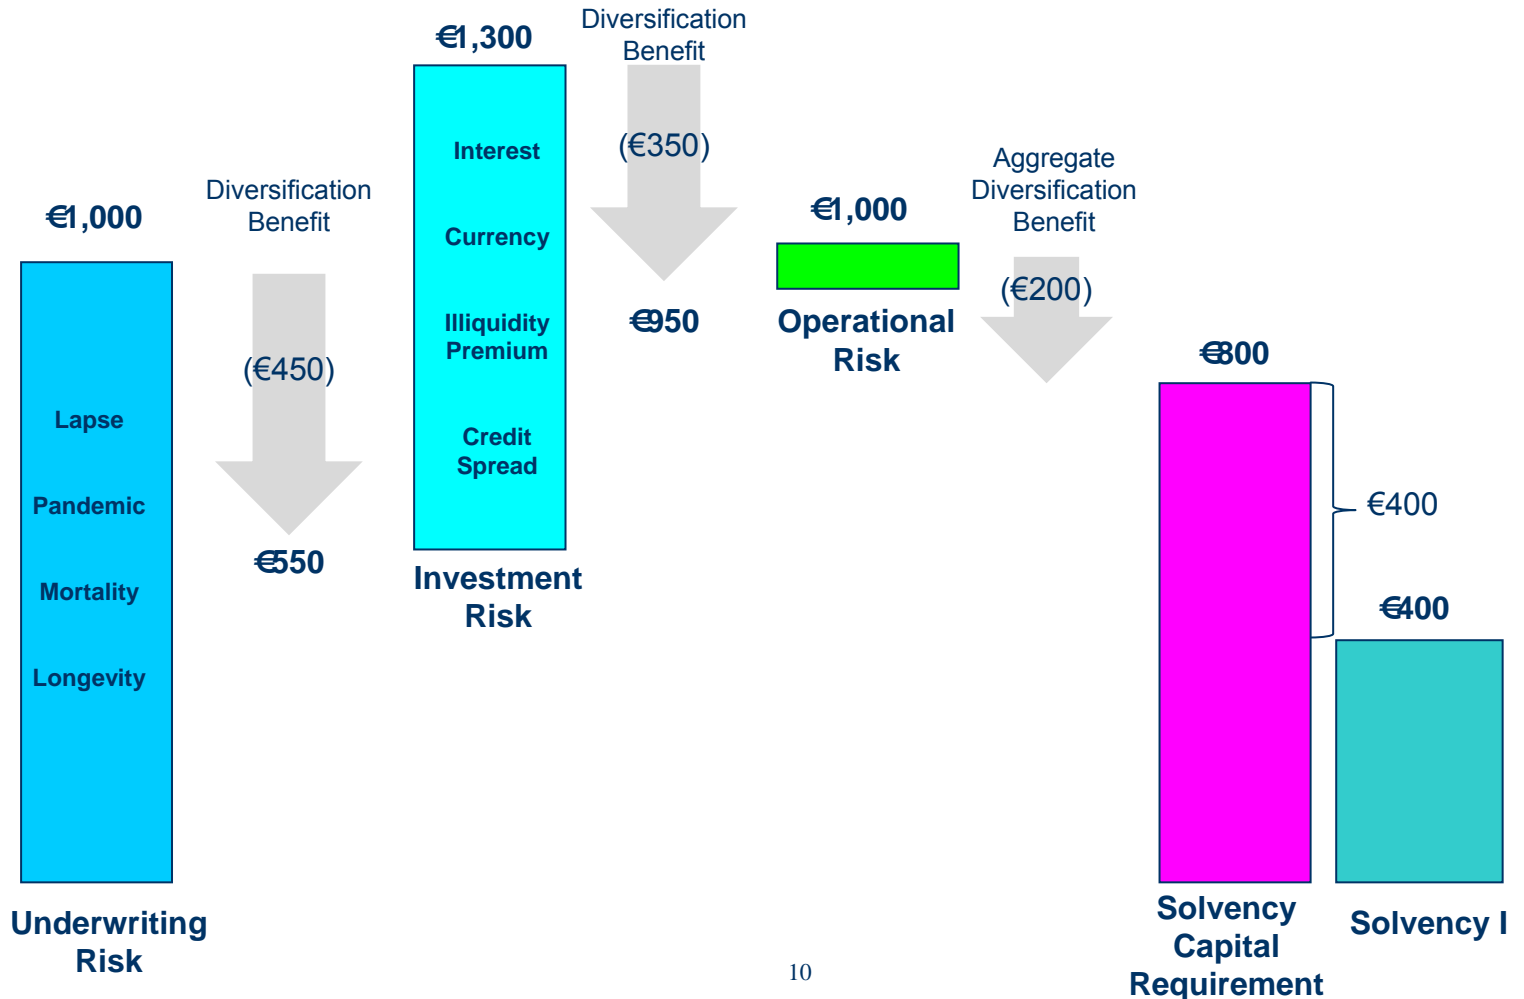 €1,000
Diversification
Benefit
(€450)
€550
Lapse
Pandemic
Mortality
Longevity
Underwriting
Risk
€1,300
Interest
Currency
Illiquidity
Premium
Credit
Spread
Investment
Risk
Diversification
Benefit
(€350)
€950
€1,000
Operational
Risk
Aggregate
Diversification
Benefit
(€200)
€800
€400
€400
Solvency
Capital
Requirement
Solvency I
10